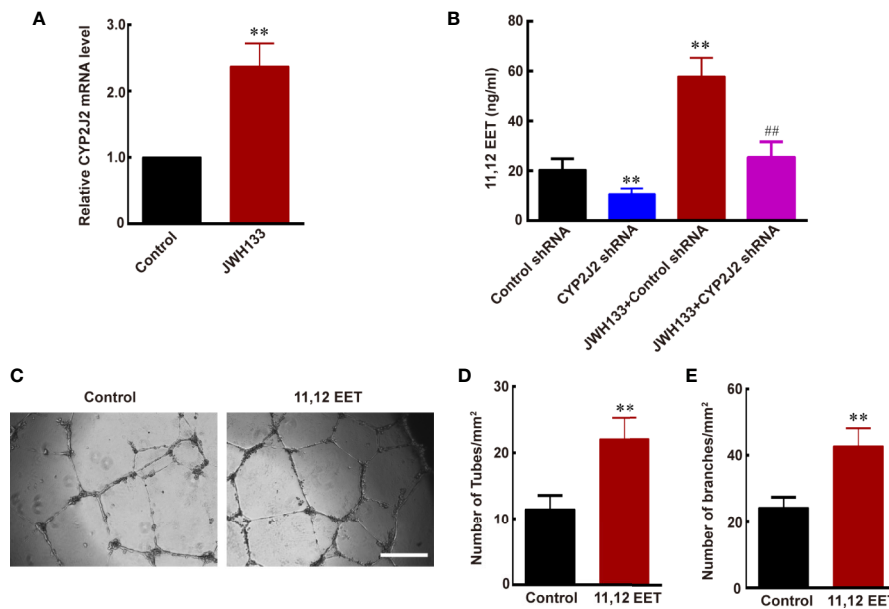 A
Relative CYP2J2 mRNA level
3.0
2.0
1.0
0
**
Control
JWH133
B
11,12 EET (ng/ml)
80
60
40
20
0
**
**
##
Control shRNA
CYP2J2 shRNA
JWH133+Control shRNA
JWH133+CYP2J2 shRNA
C
Control
11,12 EET
D
Number of Tubes/mm²
30
20
10
0
**
Control
11,12 EET
E
Number of branches/mm²
60
40
20
0
**
Control
11,12 EET